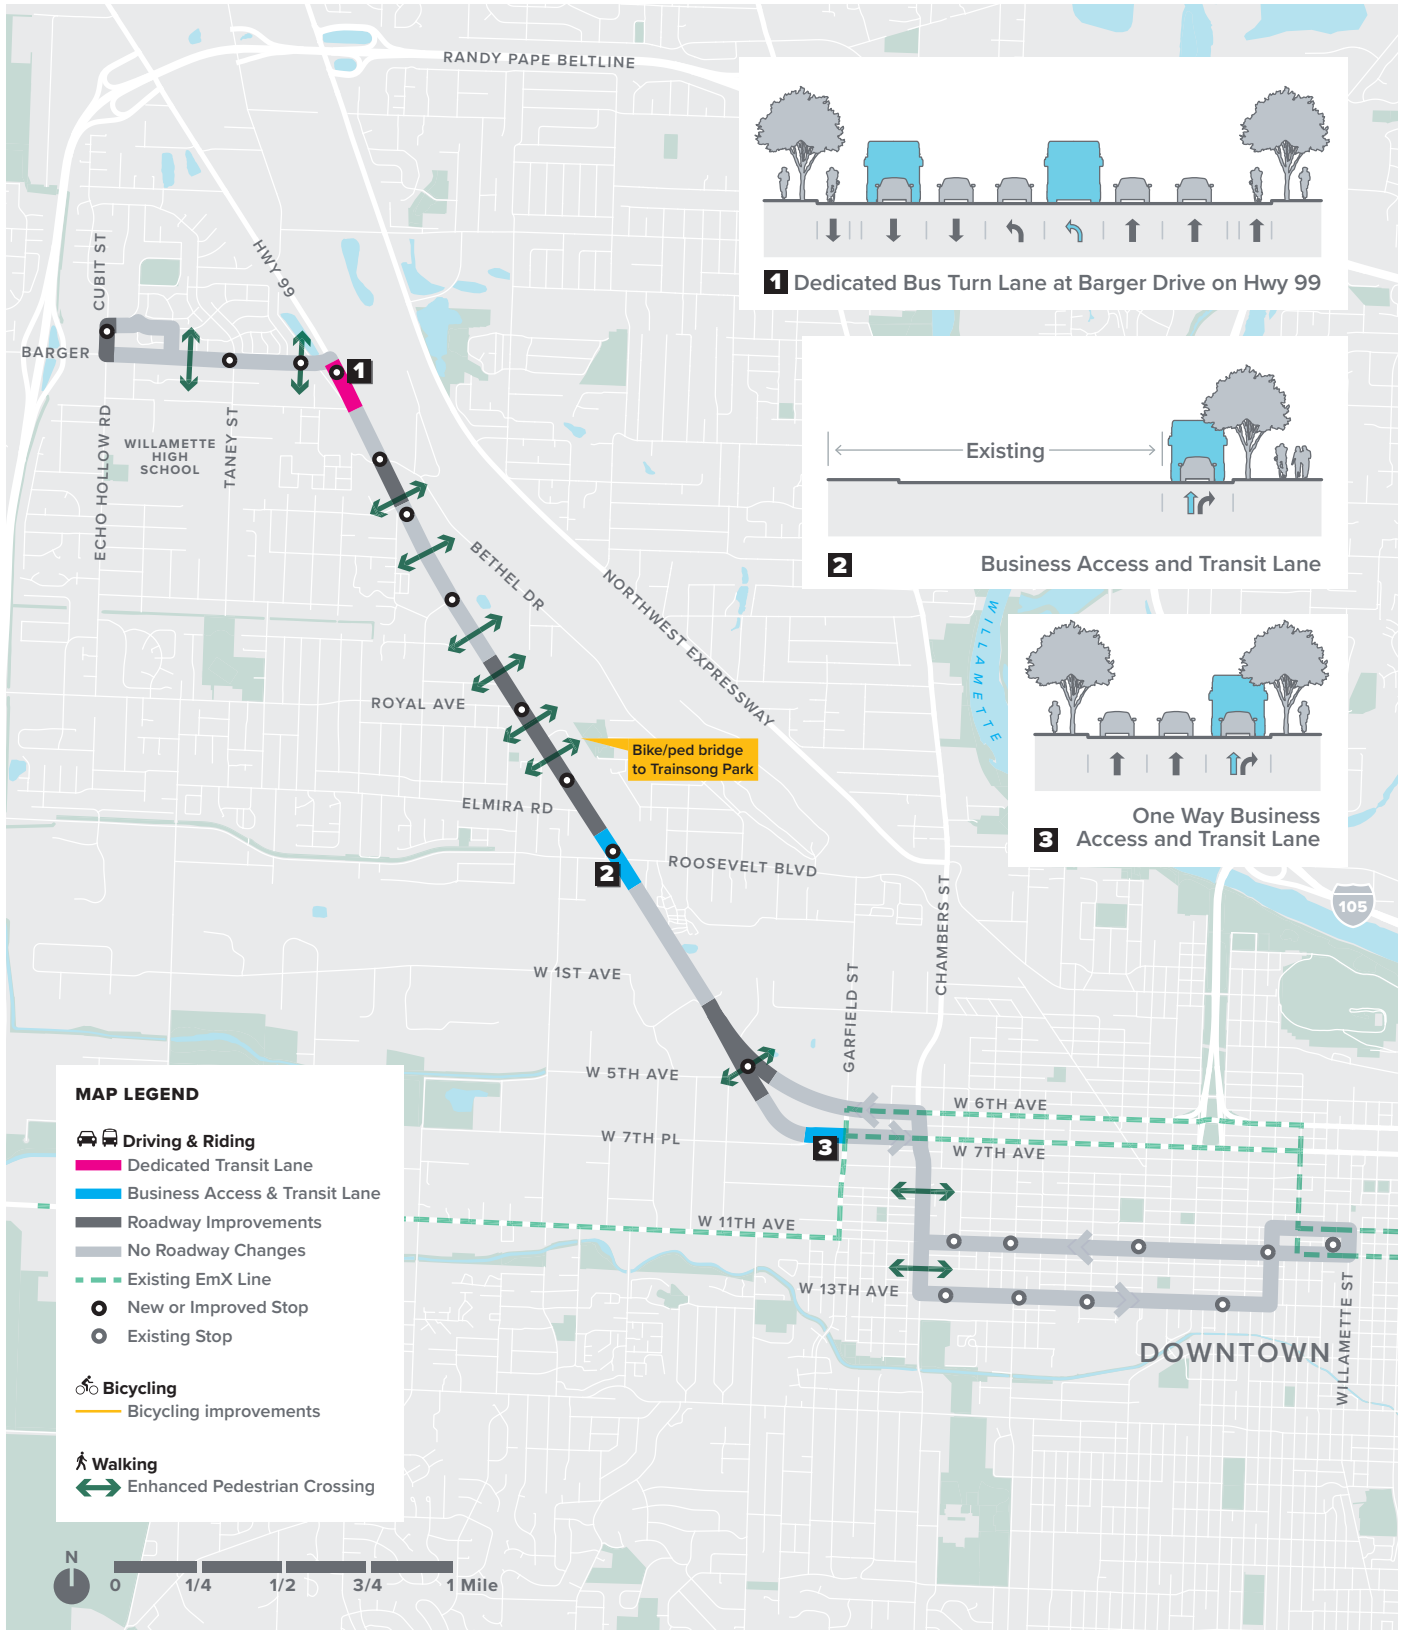 RANDY PAPE BELTLINE
1 Dedicated Bus Turn Lane at Barger Drive on Hwy 99
CUBIT ST
HWY 99
BARGER
1
ECHO HOLLOW RD
WILLAMETTE
HIGH
SCHOOL
TANEY ST
Existing
2 Business Access and Transit Lane
BETHEL DR
NORTHWEST EXPRESSWAY
WILLAMETTE
ROYAL AVE
Bike/ped bridge
to Trainsong Park
ELMIRA RD
One Way Business
3 Access and Transit Lane
2
ROOSEVELT BLVD
CHAMBERS ST
105
W 1ST AVE
GARFIELD ST
W 5TH AVE
W 6TH AVE
W 7TH PL
3
W 7TH AVE
W 11TH AVE
W 13TH AVE
DOWNTOWN
WILLAMETTE ST
MAP LEGEND
Driving & Riding
Dedicated Transit Lane
Business Access & Transit Lane
Roadway Improvements
No Roadway Changes
Existing EmX Line
New or Improved Stop
Existing Stop
Bicycling
Bicycling improvements
Walking
Enhanced Pedestrian Crossing
N
0 1/4 1/2 3/4 1 Mile